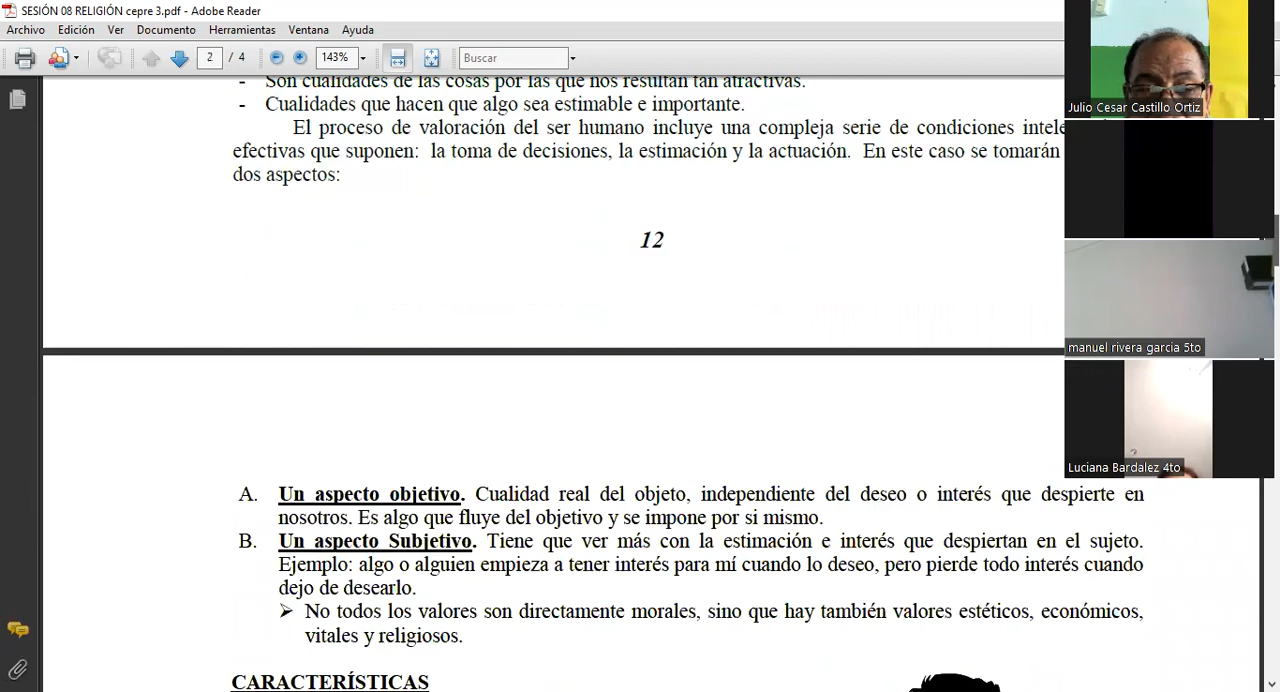 SESIÓN 08 RELIGIÓN cepre 3.pdf - Adobe Reader
Archivo Edición Ver Documento Herramientas Ventana Ayuda
2 / 4 143% Buscar
- Son cualidades de las cosas por las que nos resultan tan atractivas.
- Cualidades que hacen que algo sea estimable e importante.
El proceso de valoración del ser humano incluye una compleja serie de condiciones
efectivas que suponen: la toma de decisiones, la estimación y la actuación. En este caso se tomarán
dos aspectos:
12
A. Un aspecto objetivo. Cualidad real del objeto, independiente del deseo o interés que despierte en
nosotros. Es algo que fluye del objetivo y se impone por si mismo.
B. Un aspecto Subjetivo. Tiene que ver más con la estimación e interés que despiertan en el sujeto.
Ejemplo: algo o alguien empieza a tener interés para mí cuando lo deseo, pero pierde todo interés cuando
dejo de desearlo.
➢ No todos los valores son directamente morales, sino que hay también valores estéticos, económicos,
vitales y religiosos.
CARACTERÍSTICAS
Julio Cesar Castillo Ortiz
manuel rivera garcia 5to
Luciana Bardalez 4to